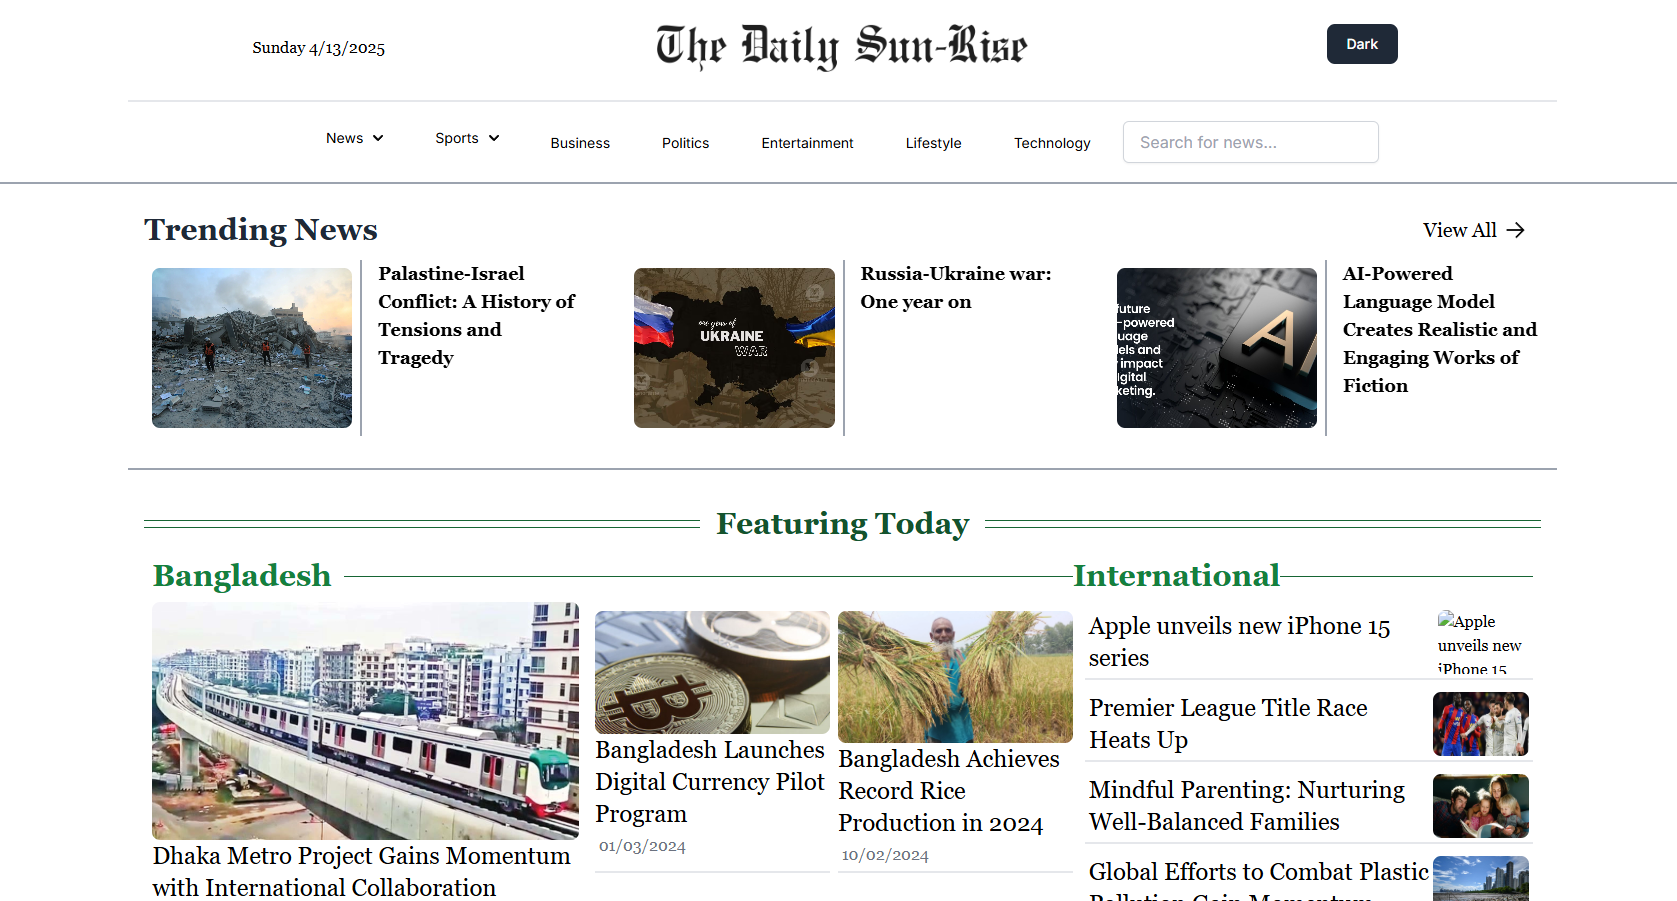 Sunday 4/13/2025
The Daily Sun-Rise
Dark
News
Sports
Business
Politics
Entertainment
Lifestyle
Technology
Search for news...
Trending News
View All
Palastine-Israel
Conflict: A History of
Tensions and
Tragedy
one year of
UKRAINE
WAR
Russia-Ukraine war:
One year on
future
-powered
uage
els and
impact
igital
keting.
AI
AI-Powered
Language Model
Creates Realistic and
Engaging Works of
Fiction
Featuring Today
Bangladesh
International
Dhaka Metro Project Gains Momentum
with International Collaboration
Bangladesh Launches
Digital Currency Pilot
Program
01/03/2024
Bangladesh Achieves
Record Rice
Production in 2024
10/02/2024
Apple unveils new iPhone 15
series
Apple
unveils new
iPhone 15
Premier League Title Race
Heats Up
Mindful Parenting: Nurturing
Well-Balanced Families
Global Efforts to Combat Plastic
Pollution Gain Momentum